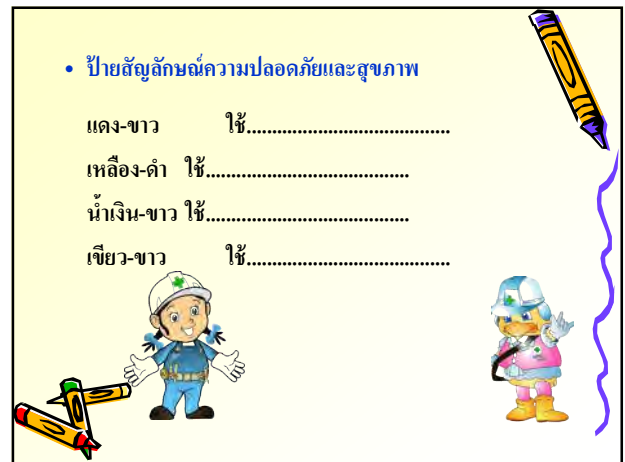 • ป้ายสัญลักษณ์ความปลอดภัยและสุขภาพ
แดง-ขาว ใช้........................................
เหลือง-ดำ ใช้........................................
น้ำเงิน-ขาว ใช้........................................
เขียว-ขาว ใช้........................................